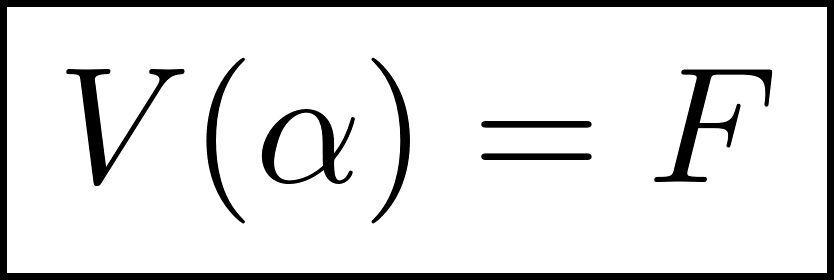 V(α) = F